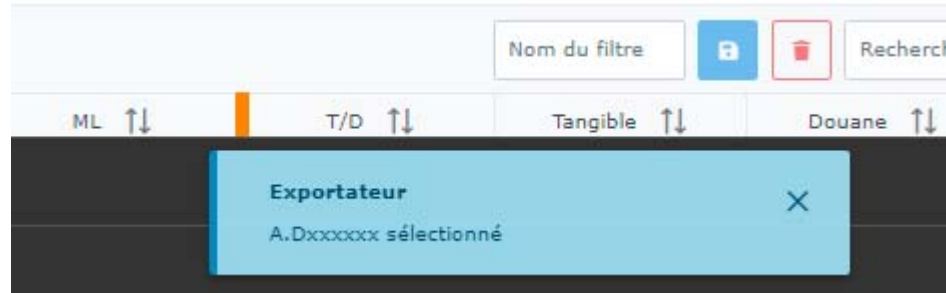 Nom du filtre
Recherch
ML T/D Tangible Douane
Exportateur
A.Dxxxxxx sélectionné